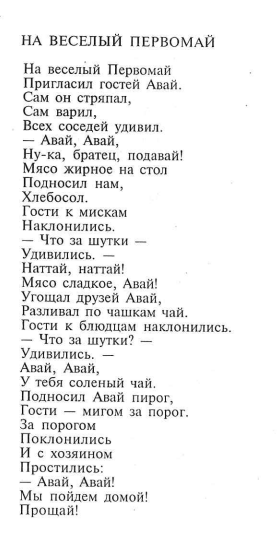 НА ВЕСЕЛЫЙ ПЕРВОМАЙ
На веселый Первомай
Пригласил гостей Авай.
Сам он стряпал,
Сам варил,
Всех соседей удивил.
— Авай, Авай,
Ну-ка, братец, подавай!
Мясо жирное на стол
Подносил нам,
Хлебосол.
Гости к мискам
Наклонились.
— Что за шутки —
Удивились. —
Наттай, наттай!
Мясо сладкое, Авай!
Угощал друзей Авай,
Разливал по чашкам чай.
Гости к блюдцам наклонились.
— Что за шутки? —
Удивились. —
Авай, Авай,
У тебя соленый чай.
Подносил Авай пирог,
Гости — мигом за порог.
За порогом
Поклонились
И с хозяином
Простились:
— Авай, Авай!
Мы пойдем домой!
Прощай!